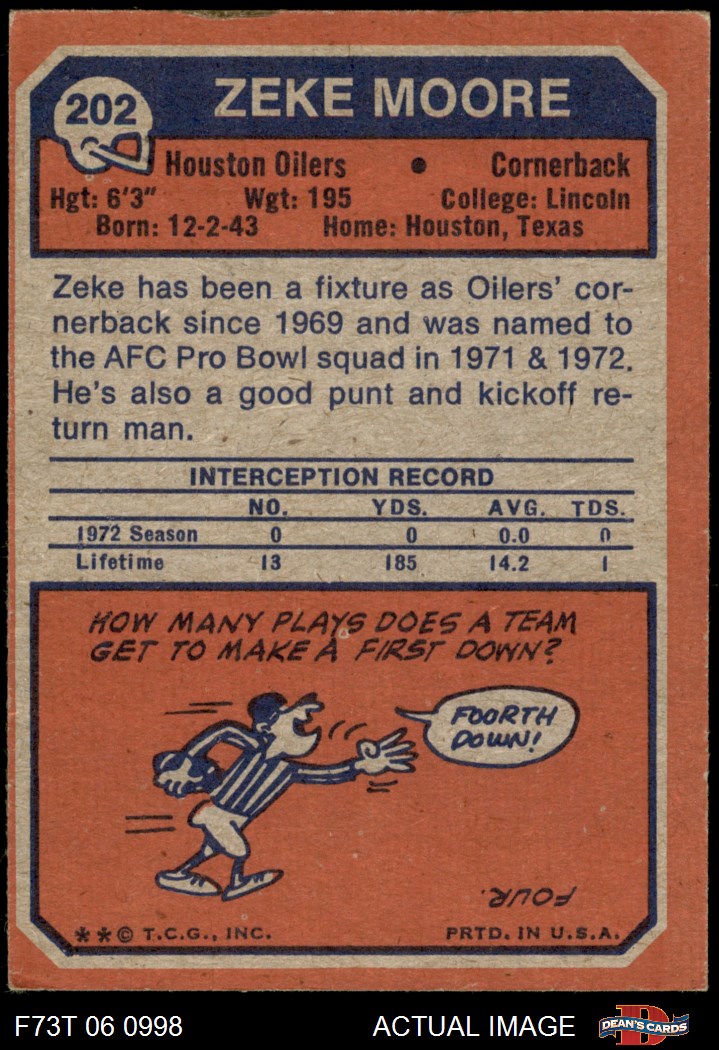 202
ZEKE MOORE
Houston Oilers • Cornerback
Hgt: 6'3" Wgt: 195 College: Lincoln
Born: 12-2-43 Home: Houston, Texas
Zeke has been a fixture as Oilers' cor-
nerback since 1969 and was named to
the AFC Pro Bowl squad in 1971 & 1972.
He's also a good punt and kickoff re-
turn man.
INTERCEPTION RECORD
NO. YDS. AVG. TDS.
1972 Season 0 0 0.0 0
Lifetime 13 185 14.2 1
HOW MANY PLAYS DOES A TEAM
GET TO MAKE A FIRST DOWN?
FOORTH
DOWN!
FOUR.
**© T.C.G., INC. PRTD. IN U.S.A.
F73T 06 0998 ACTUAL IMAGE D DEAN'S CARDS